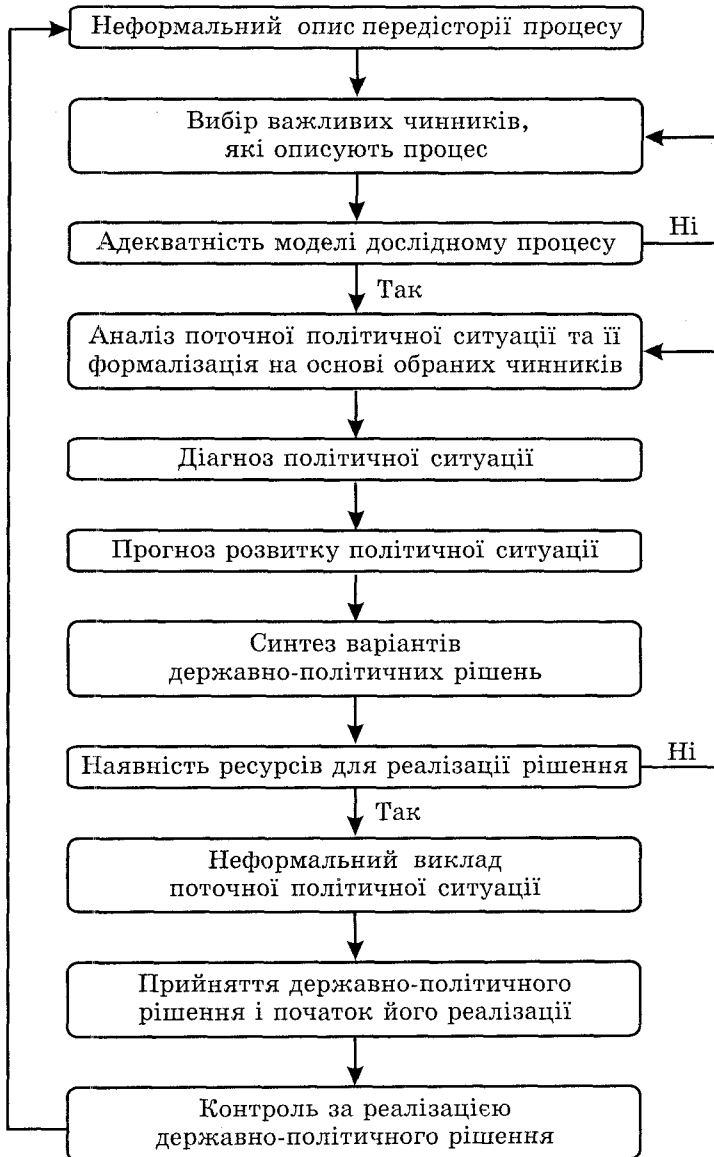 Неформальний опис передісторії процесу
Вибір важливих чинників,
які описують процес
Адекватність моделі дослідному процесу
Ні
Так
Аналіз поточної політичної ситуації та її
формалізація на основі обраних чинників
Діагноз політичної ситуації
Прогноз розвитку політичної ситуації
Синтез варіантів
державно-політичних рішень
Наявність ресурсів для реалізації рішення
Ні
Так
Неформальний виклад
поточної політичної ситуації
Прийняття державно-політичного
рішення і початок його реалізації
Контроль за реалізацією
державно-політичного рішення